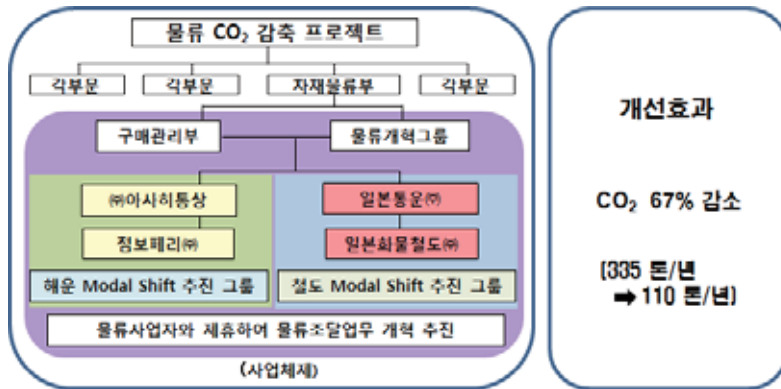 물류 CO₂ 감축 프로젝트
각부문 각부문 자재물류부 각부문
구매관리부 물류개혁그룹
㈜아사히통상 일본통운㈜
점보페리㈜ 일본화물철도㈜
해운 Modal Shift 추진 그룹 철도 Modal Shift 추진 그룹
물류사업자와 제휴하여 물류조달업무 개혁 추진
(사업체제)
개선효과
CO₂ 67% 감소
(335 톤/년
➡ 110 톤/년)